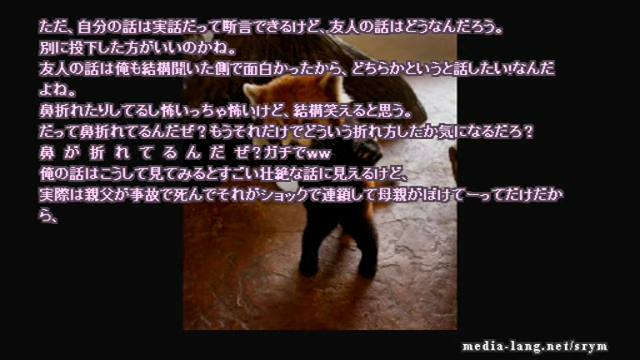 ただ、自分の話は実話だって断言できるけど、友人の話はどうなんだろう。
別に投下した方がいいのかね。
友人の話は俺も結構聞いた側で面白かったから、どちらかというと話したい!なんだ
よね。
鼻折れたりしてるし怖いっちゃ怖いけど、結構笑えると思う。
だって鼻折れてるんだぜ？もうそれだけでどういう折れ方したか気になるだろ？
鼻 が 折 れ て る ん だ ぜ？ガチでｗｗ
俺の話はこうして見てみるとすごい壮絶な話に見えるけど、
実際は親父が事故で死んでそれがショックで連鎖して母親がぼけてーってだけだか
ら、
media-lang.net/srym